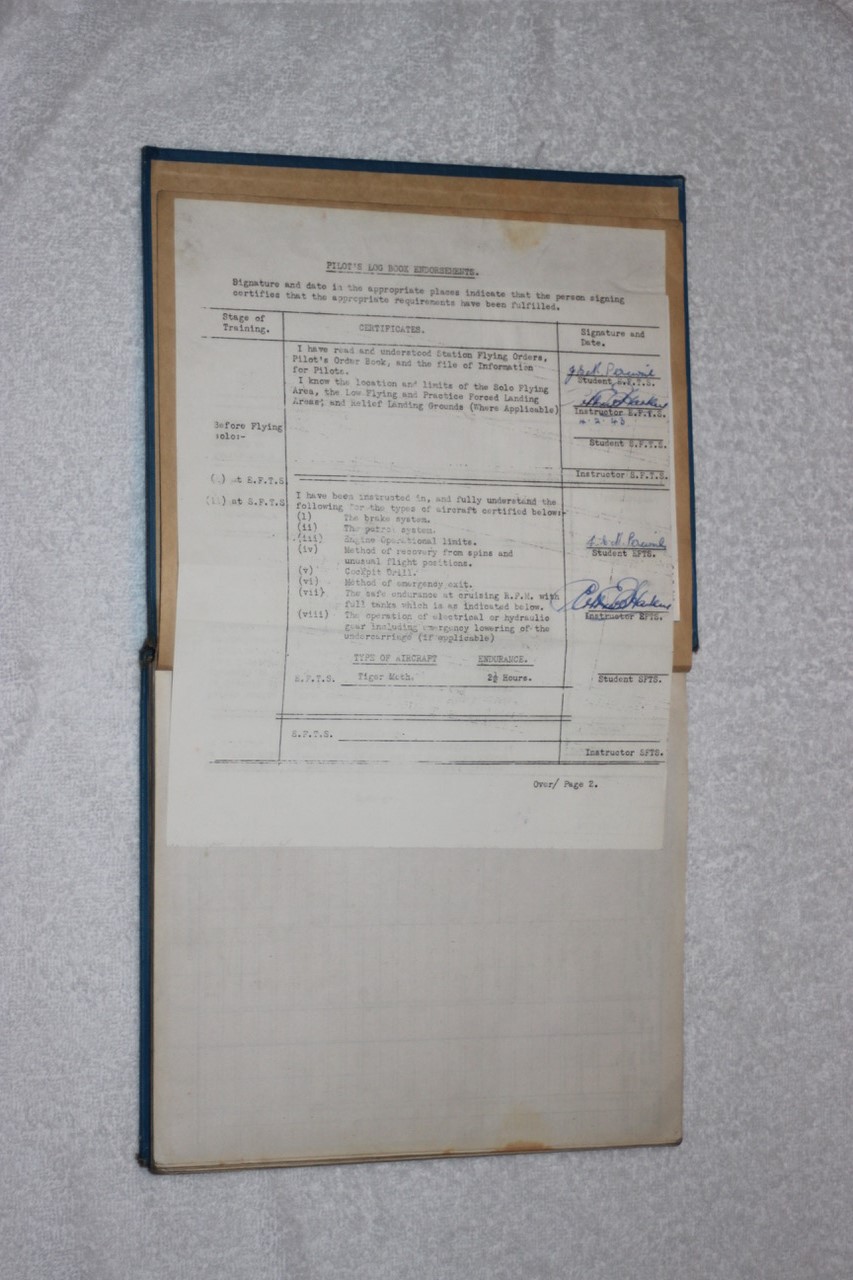 PILOT'S LOG BOOK ENDORSEMENTS.
Signature and date in the appropriate places indicate that the person signing
certifies that the appropriate requirements have been fulfilled.
Stage of
Training.
CERTIFICATES.
Signature and
Date.
I have read and understood Station Flying Orders,
Pilot's Order Book, and the file of Information
for Pilots.
I know the location and limits of the Solo Flying
Area, the Low Flying and Practice Forced Landing
Areas; and Relief Landing Grounds (Where Applicable)
Student E.F.T.S.
Instructor E.F.T.S.
4.2.43
Before Flying
solo:-
Student S.F.T.S.
Instructor S.F.T.S.
(i) at E.F.T.S
(ii) at S.F.T.S
I have been instructed in, and fully understand the
following for the types of aircraft certified below:-
(i) The brake system.
(ii) The petrol system.
(iii) Engine Operational limits.
(iv) Method of recovery from spins and
unusual flight positions.
(v) Cockpit Drill.
(vi) Method of emergency exit.
(vii) The safe endurance at cruising R.P.M. with
full tanks which is as indicated below.
(viii) The operation of electrical or hydraulic
gear including emergency lowering of the
undercarriage (if applicable)
Student EFTS.
Instructor EFTS.
TYPE OF AIRCRAFT ENDURANCE.
E.F.T.S. Tiger Moth. 2½ Hours.
Student SFTS.
S.F.T.S.
Instructor SFTS.
Over/ Page 2.